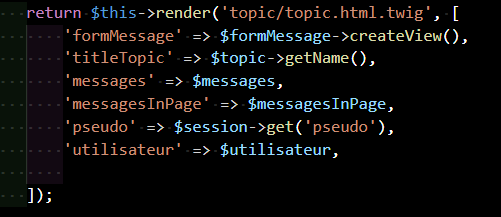 return $this->render('topic/topic.html.twig', [
'formMessage' => $formMessage->createView(),
'titleTopic' => $topic->getName(),
'messages' => $messages,
'messagesInPage' => $messagesInPage,
'pseudo' => $session->get('pseudo'),
'utilisateur' => $utilisateur,
]);